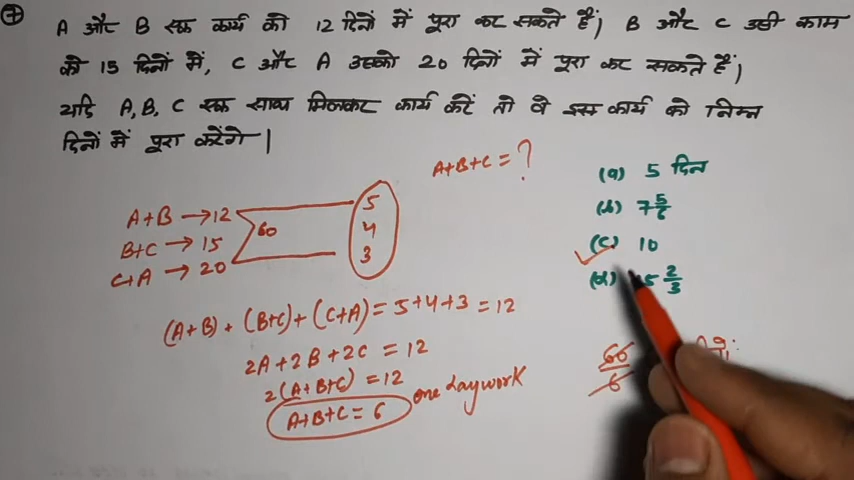 A और B एक कार्य को 12 दिनों में पूरा कर सकते हैं। B और C उसी काम
को 15 दिनों में, C और A उसको 20 दिनों में पूरा कर सकते हैं।
यदि A, B, C एक साथ मिलकर कार्य करें तो वे इस कार्य को निम्न
दिनों में पूरा करेंगे।
A+B+C = ?
(a) 5 दिन
(b) 7 5/6
(c) 10
(d) 5 2/3
A+B → 12
B+C → 15
C+A → 20
60
5
4
3
(A+B) + (B+C) + (C+A) = 5+4+3 = 12
2A+2B+2C = 12
2(A+B+C) = 12
A+B+C = 6 one day work
60/6